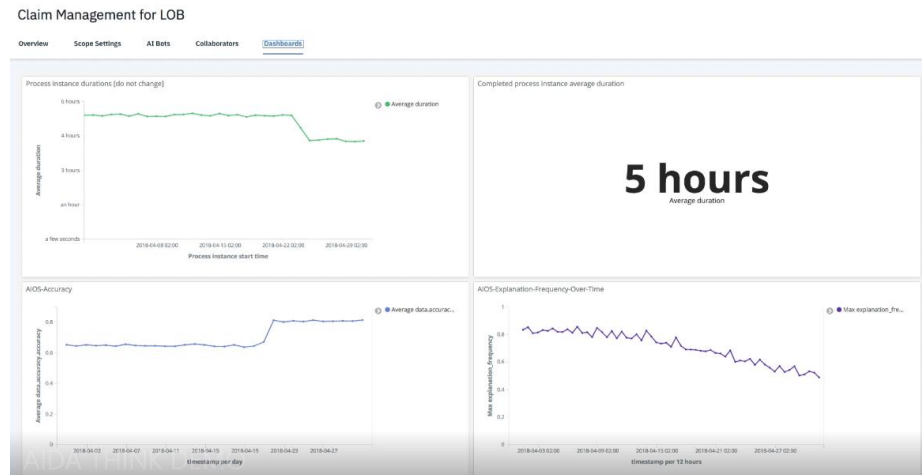 Claim Management for LOB
Overview Scope Settings AI Bots Collaborators Dashboards
Process instance durations [do not change]
6 hours
4 hours
3 hours
an hour
a few seconds
Average duration
Average duration
2018-04-08 02:00 2018-04-15 02:00 2018-04-22 02:00 2018-04-29 02:00
Process instance start time
Completed process instance average duration
5 hours
Average duration
AIOS-Accuracy
0.8
0.6
0.4
0.2
0
Average data.accuracy.accuracy
Average data.accurac...
2018-04-03 2018-04-07 2018-04-11 2018-04-15 2018-04-19 2018-04-23 2018-04-27
timestamp per day
AIOS-Explanation-Frequency-Over-Time
1
0.8
0.6
0.4
0.2
0
Max explanation_frequency
Max explanation_fre...
2018-04-03 02:00 2018-04-09 02:00 2018-04-15 02:00 2018-04-21 02:00 2018-04-27 02:00
timestamp per 12 hours
AIDA THINK